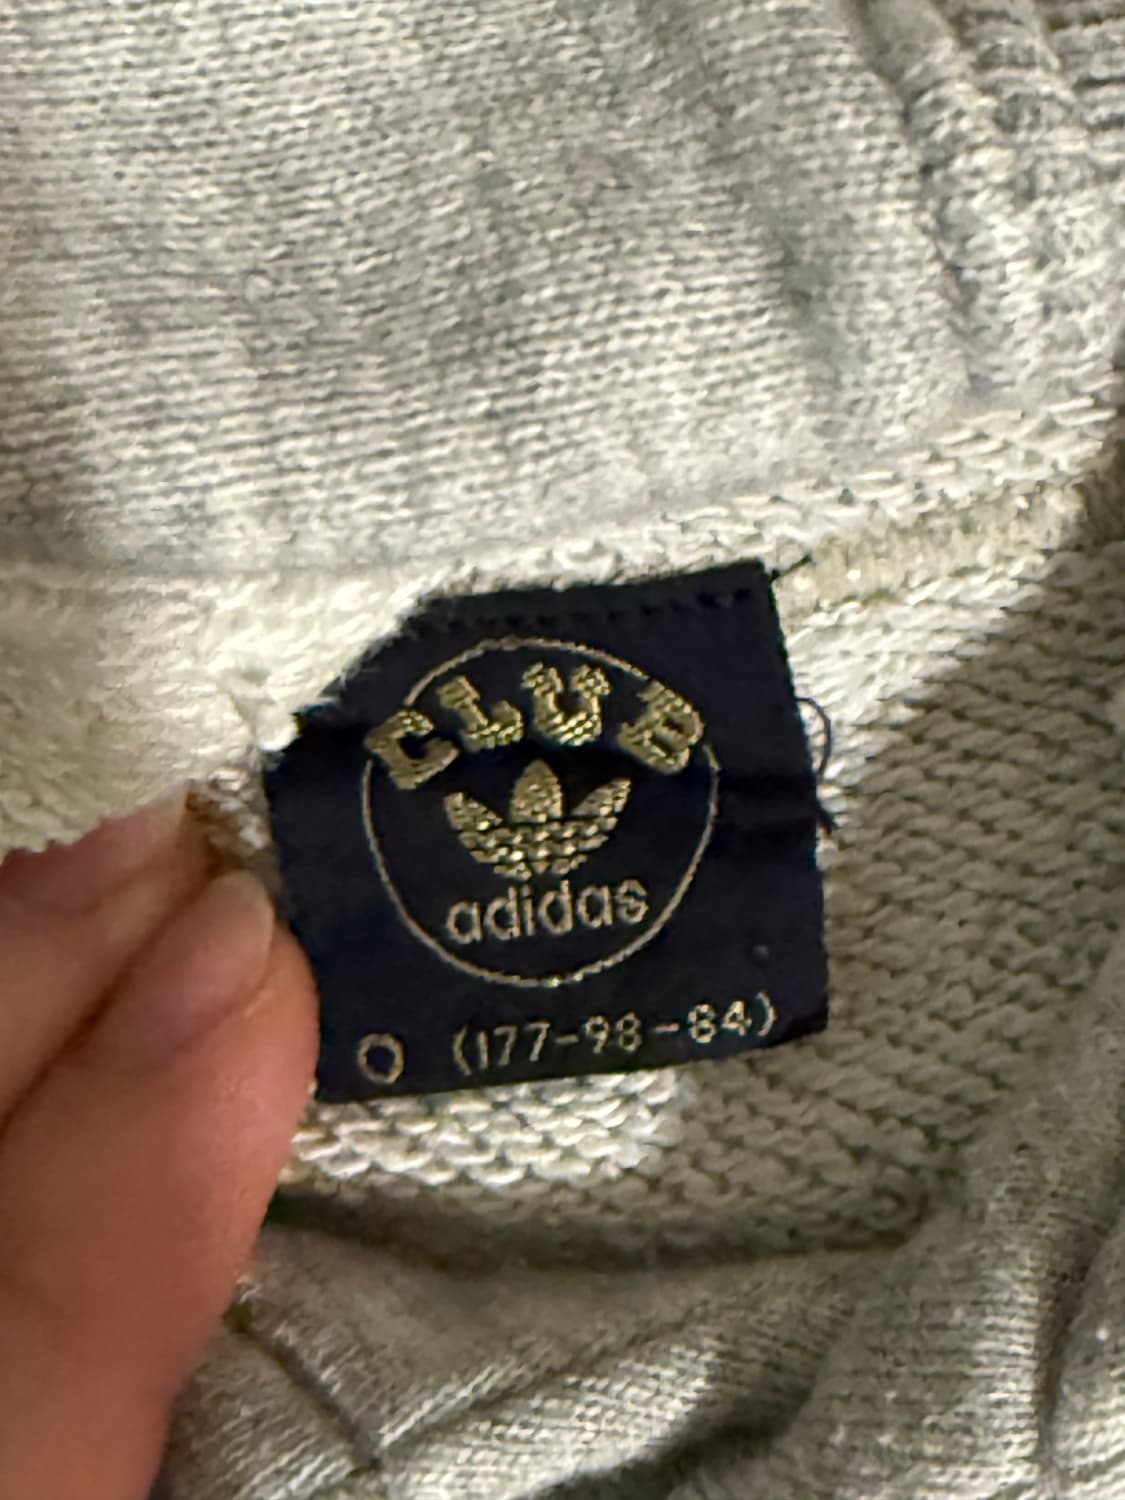 CLUB
adidas
O (177-98-84)